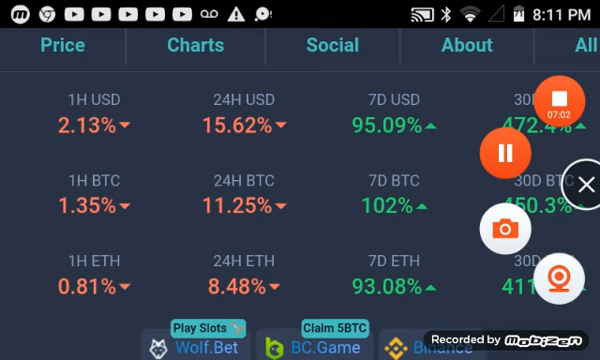 8:11 PM
Price Charts Social About All
1H USD 24H USD 7D USD 30D
2.13% 15.62% 95.09% 472.4%
07:02
1H BTC 24H BTC 7D BTC 30D BTC
1.35% 11.25% 102% 450.3%
1H ETH 24H ETH 7D ETH 30D
0.81% 8.48% 93.08% 411
Play Slots Claim 5BTC
Wolf.Bet BC.Game Binance
Recorded by MOBIZEN